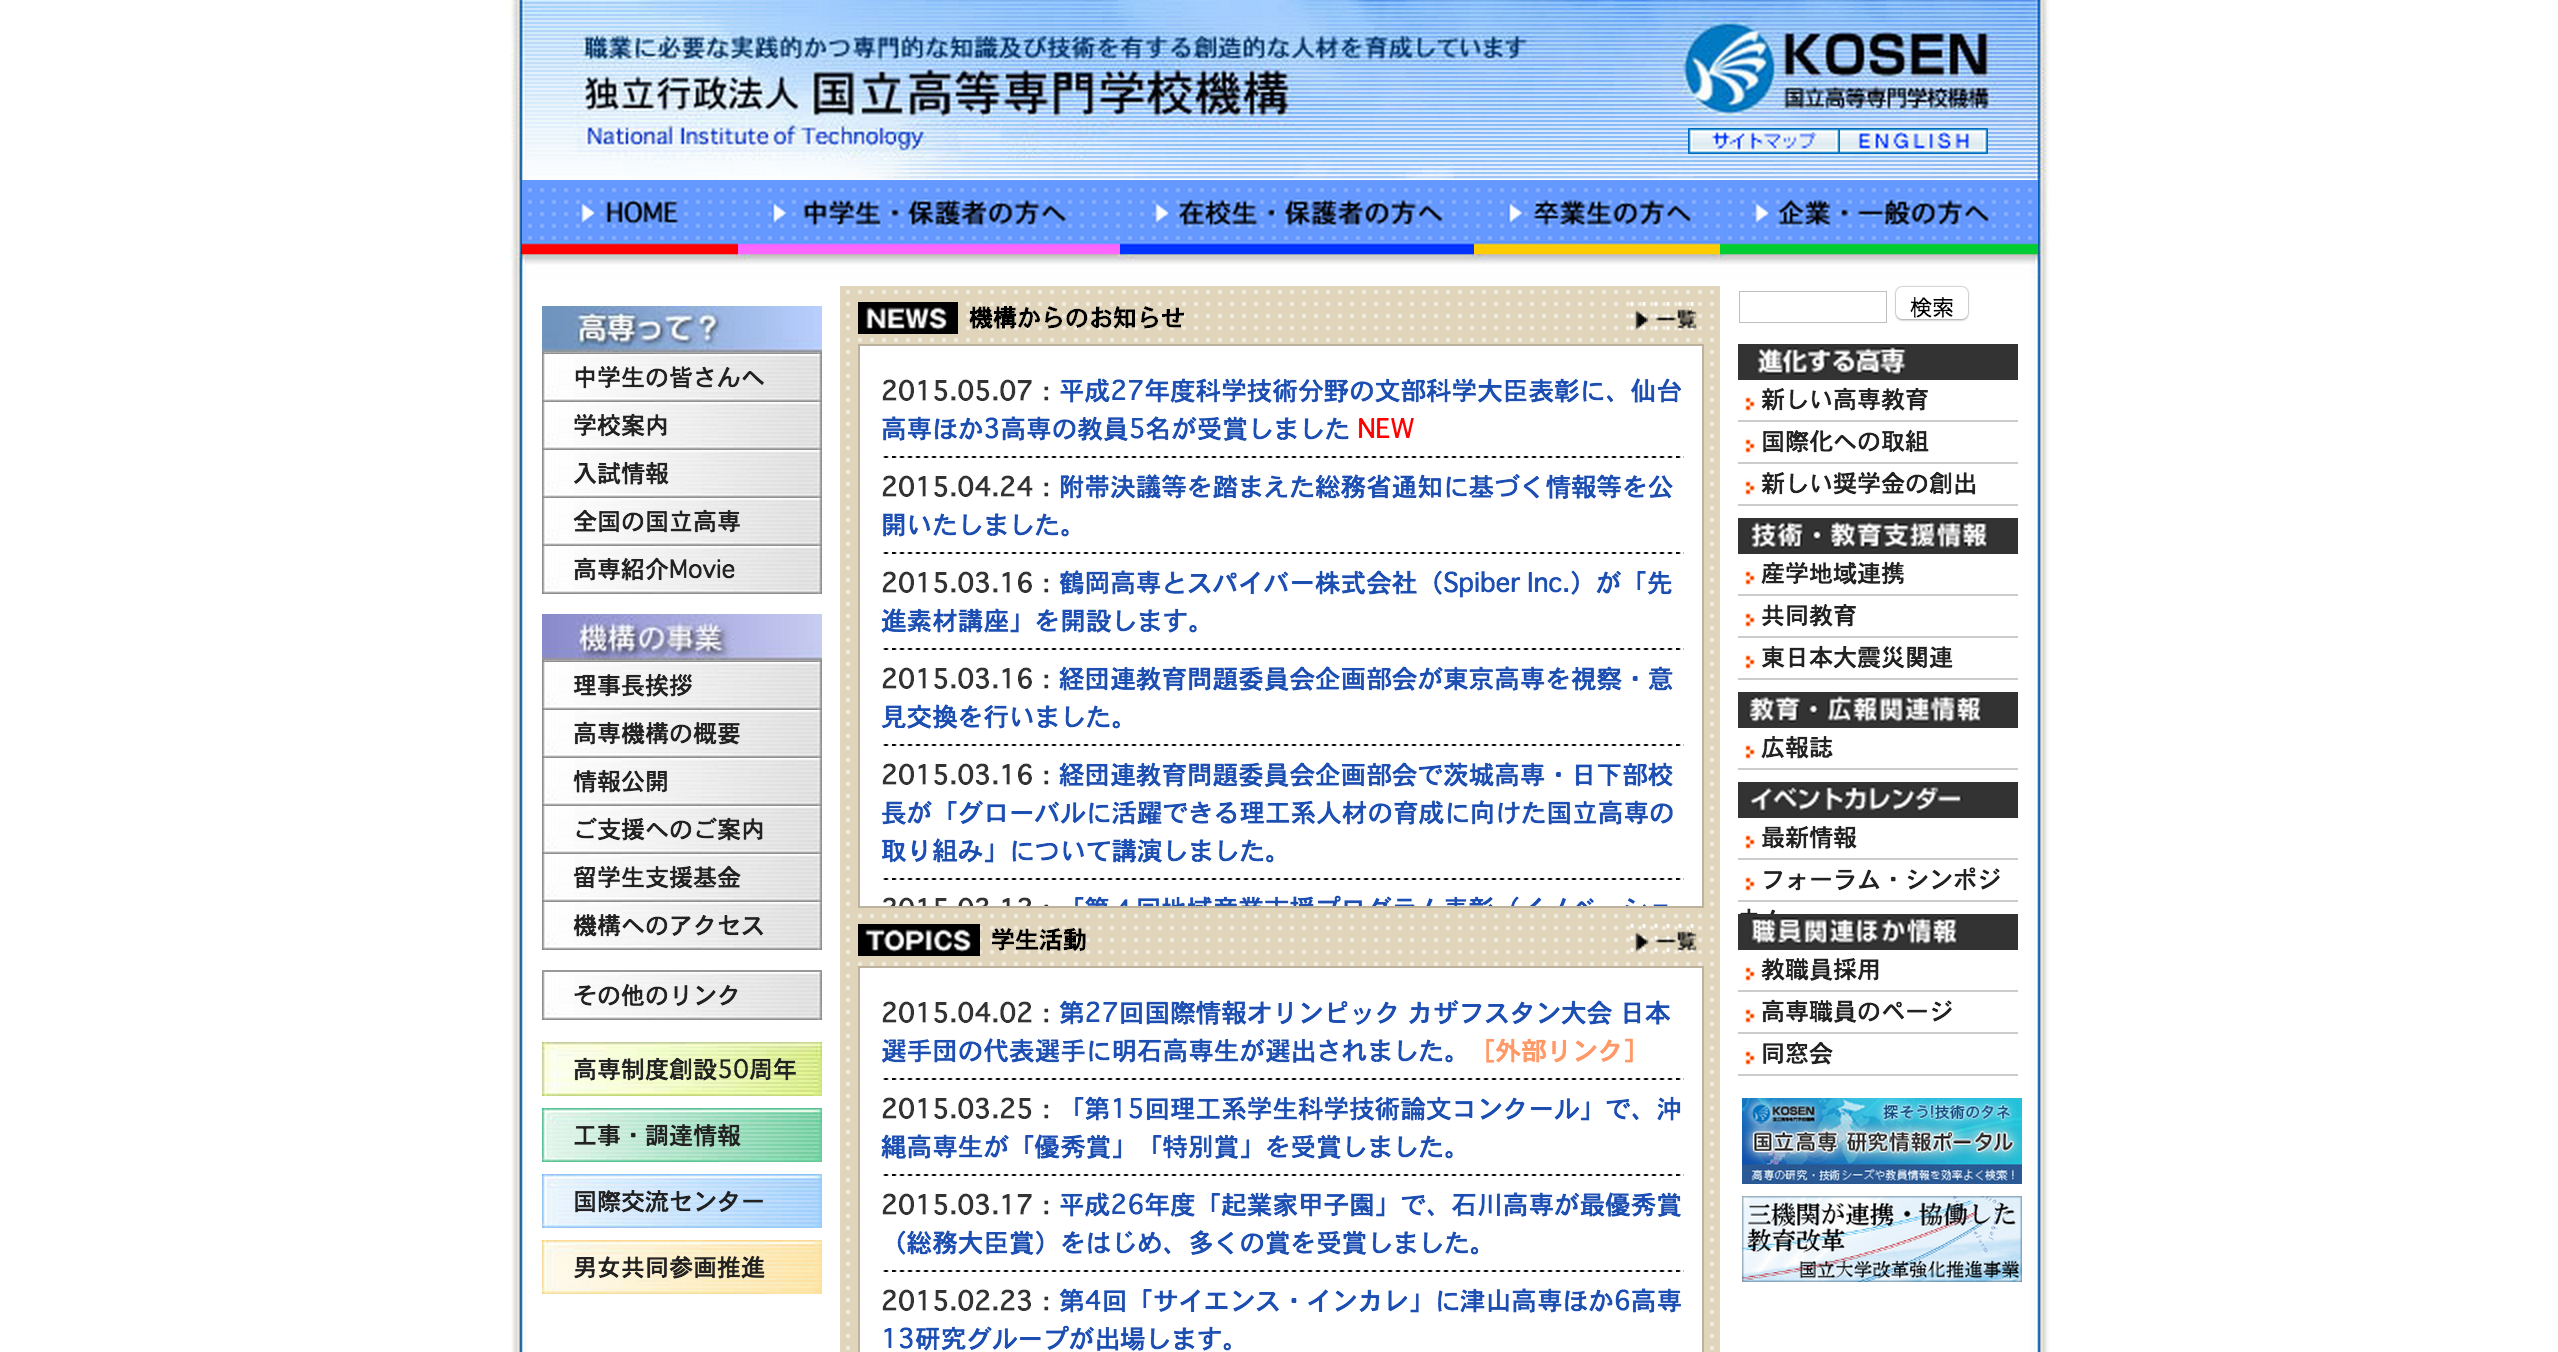 職業に必要な実践的かつ専門的な知識及び技術を有する創造的な人材を育成しています
独立行政法人 国立高等専門学校機構
National Institute of Technology
KOSEN
国立高等専門学校機構
サイトマップ
ENGLISH
HOME
中学生・保護者の方へ
在校生・保護者の方へ
卒業生の方へ
企業・一般の方へ
高専って？
中学生の皆さんへ
学校案内
入試情報
全国の国立高専
高専紹介Movie
機構の事業
理事長挨拶
高専機構の概要
情報公開
ご支援へのご案内
留学生支援基金
機構へのアクセス
その他のリンク
高専制度創設50周年
工事・調達情報
国際交流センター
男女共同参画推進
NEWS 機構からのお知らせ
一覧
2015.05.07：平成27年度科学技術分野の文部科学大臣表彰に、仙台
高専ほか3高専の教員5名が受賞しました NEW
2015.04.24：附帯決議等を踏まえた総務省通知に基づく情報等を公
開いたしました。
2015.03.16：鶴岡高専とスパイバー株式会社（Spiber Inc.）が「先
進素材講座」を開設します。
2015.03.16：経団連教育問題委員会企画部会が東京高専を視察・意
見交換を行いました。
2015.03.16：経団連教育問題委員会企画部会で茨城高専・日下部校
長が「グローバルに活躍できる理工系人材の育成に向けた国立高専の
取り組み」について講演しました。
TOPICS 学生活動
一覧
2015.04.02：第27回国際情報オリンピック カザフスタン大会 日本
選手団の代表選手に明石高専生が選出されました。［外部リンク］
2015.03.25：「第15回理工系学生科学技術論文コンクール」で、沖
縄高専生が「優秀賞」「特別賞」を受賞しました。
2015.03.17：平成26年度「起業家甲子園」で、石川高専が最優秀賞
（総務大臣賞）をはじめ、多くの賞を受賞しました。
2015.02.23：第4回「サイエンス・インカレ」に津山高専ほか6高専
13研究グループが出場します。
検索
進化する高専
新しい高専教育
国際化への取組
新しい奨学金の創出
技術・教育支援情報
産学地域連携
共同教育
東日本大震災関連
教育・広報関連情報
広報誌
イベントカレンダー
最新情報
フォーラム・シンポジ
職員関連ほか情報
教職員採用
高専職員のページ
同窓会
KOSEN
探そう!技術のタネ
国立高専 研究情報ポータル
高専の研究・技術シーズや教員情報を効率よく検索！
三機関が連携・協働した
教育改革
国立大学改革強化推進事業